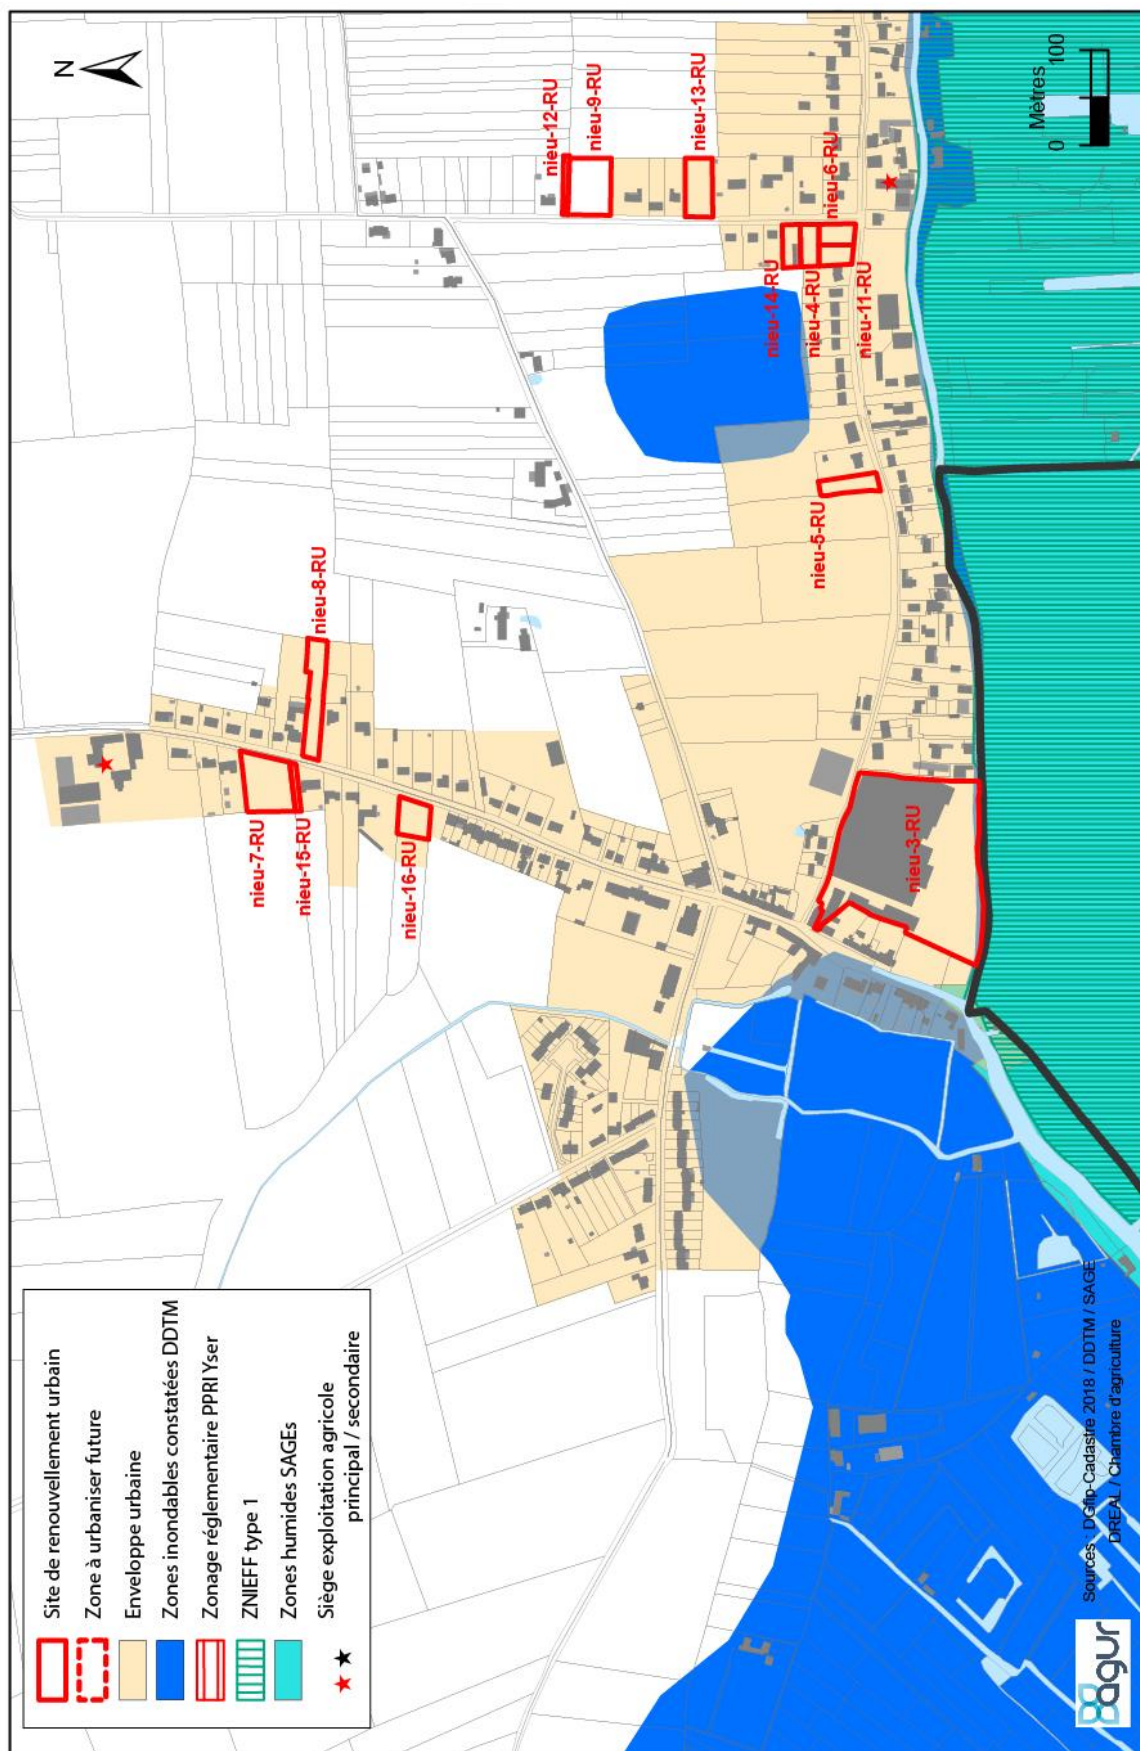 N
Site de renouvellement urbain
Zone à urbaniser future
Enveloppe urbaine
Zones inondables constatées DDTM
Zonage réglementaire PPRI Yser
ZNIEFF type 1
Zones humides SAGEs
Siège exploitation agricole
principal / secondaire
nieu-7-RU
nieu-15-RU
nieu-8-RU
nieu-16-RU
nieu-12-RU
nieu-9-RU
nieu-13-RU
nieu-14-RU
nieu-4-RU
nieu-11-RU
nieu-6-RU
nieu-5-RU
nieu-3-RU
Mètres
0 100
Sources : DGfip-Cadastre 2018 / DDTM / SAGE
DREAL / Chambre d'agriculture
agur